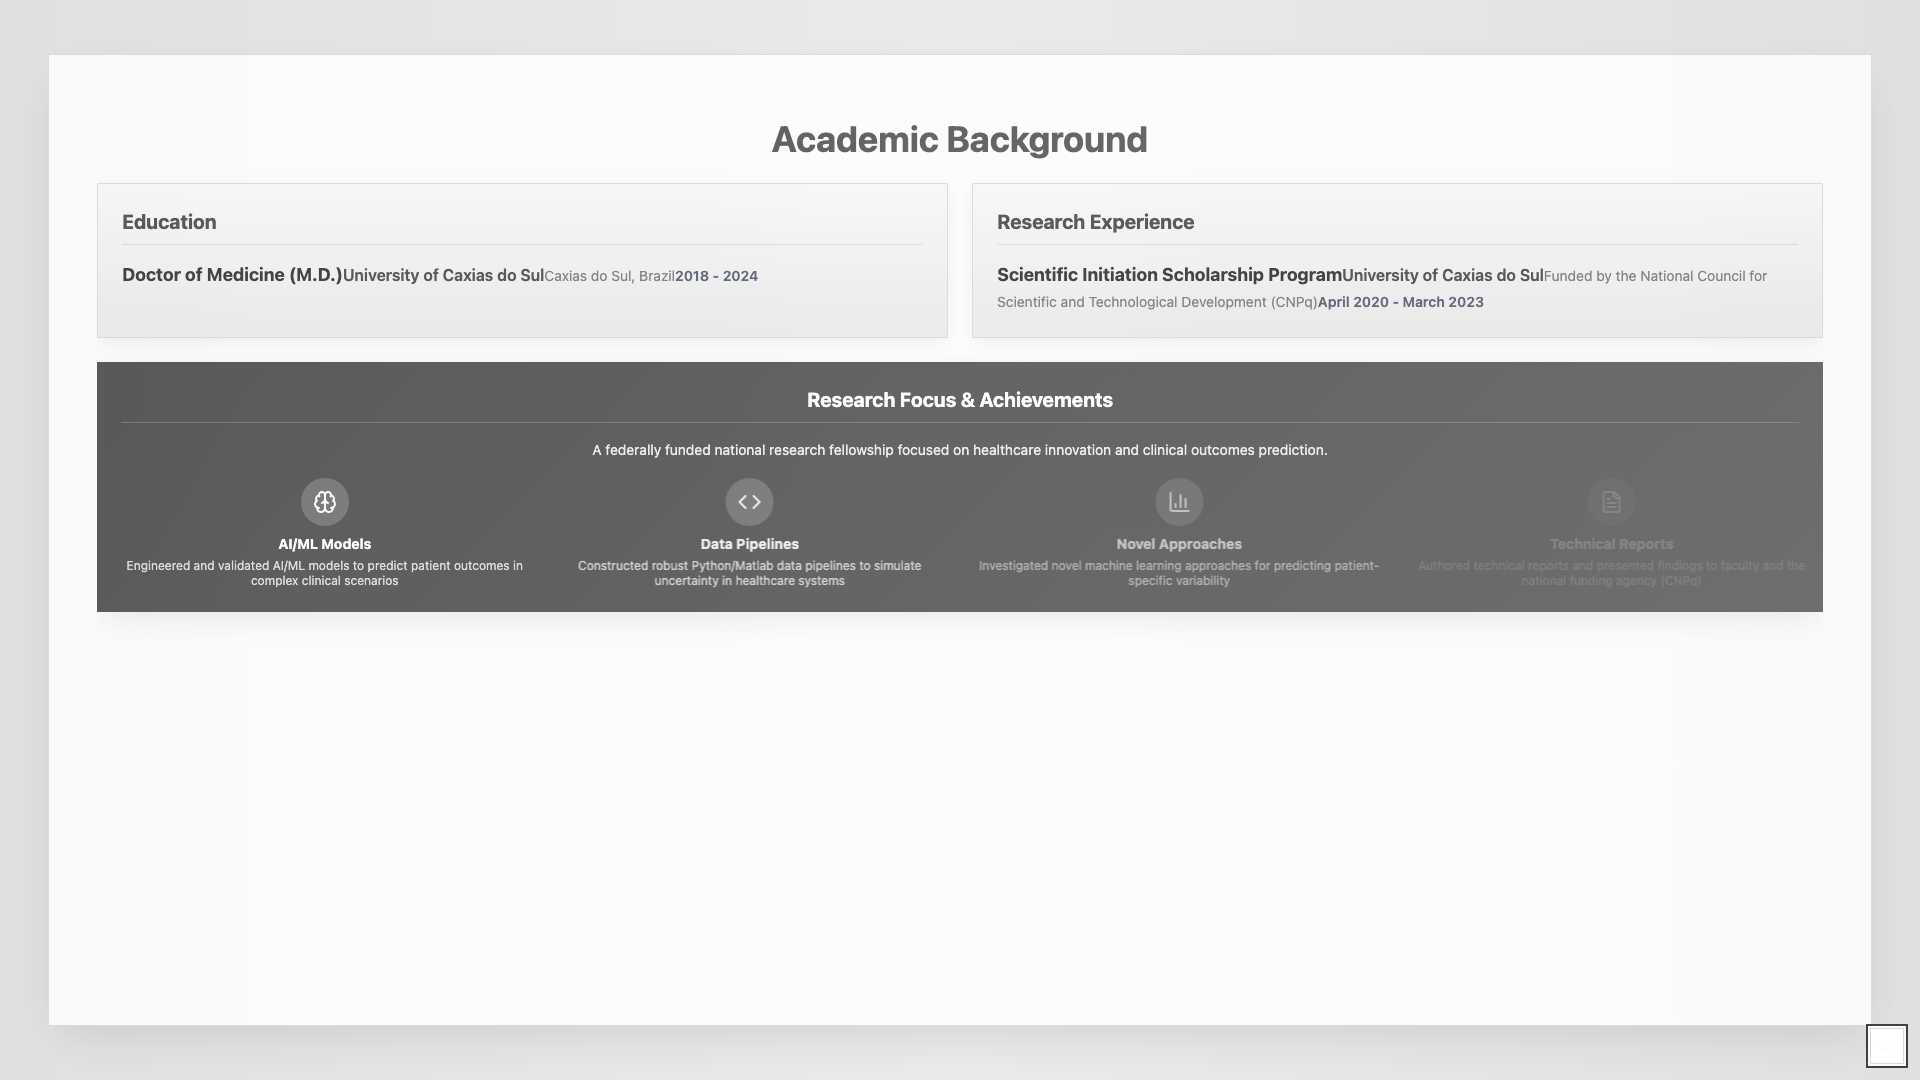 Academic Background
Education
Doctor of Medicine (M.D.)University of Caxias do SulCaxias do Sul, Brazil2018 - 2024
Research Experience
Scientific Initiation Scholarship ProgramUniversity of Caxias do SulFunded by the National Council for
Scientific and Technological Development (CNPq)April 2020 - March 2023
Research Focus & Achievements
A federally funded national research fellowship focused on healthcare innovation and clinical outcomes prediction.
AI/ML Models
Engineered and validated AI/ML models to predict patient outcomes in
complex clinical scenarios
Data Pipelines
Constructed robust Python/Matlab data pipelines to simulate
uncertainty in healthcare systems
Novel Approaches
Investigated novel machine learning approaches for predicting patient-
specific variability
Technical Reports
Authored technical reports and presented findings to faculty and the
national funding agency (CNPq)